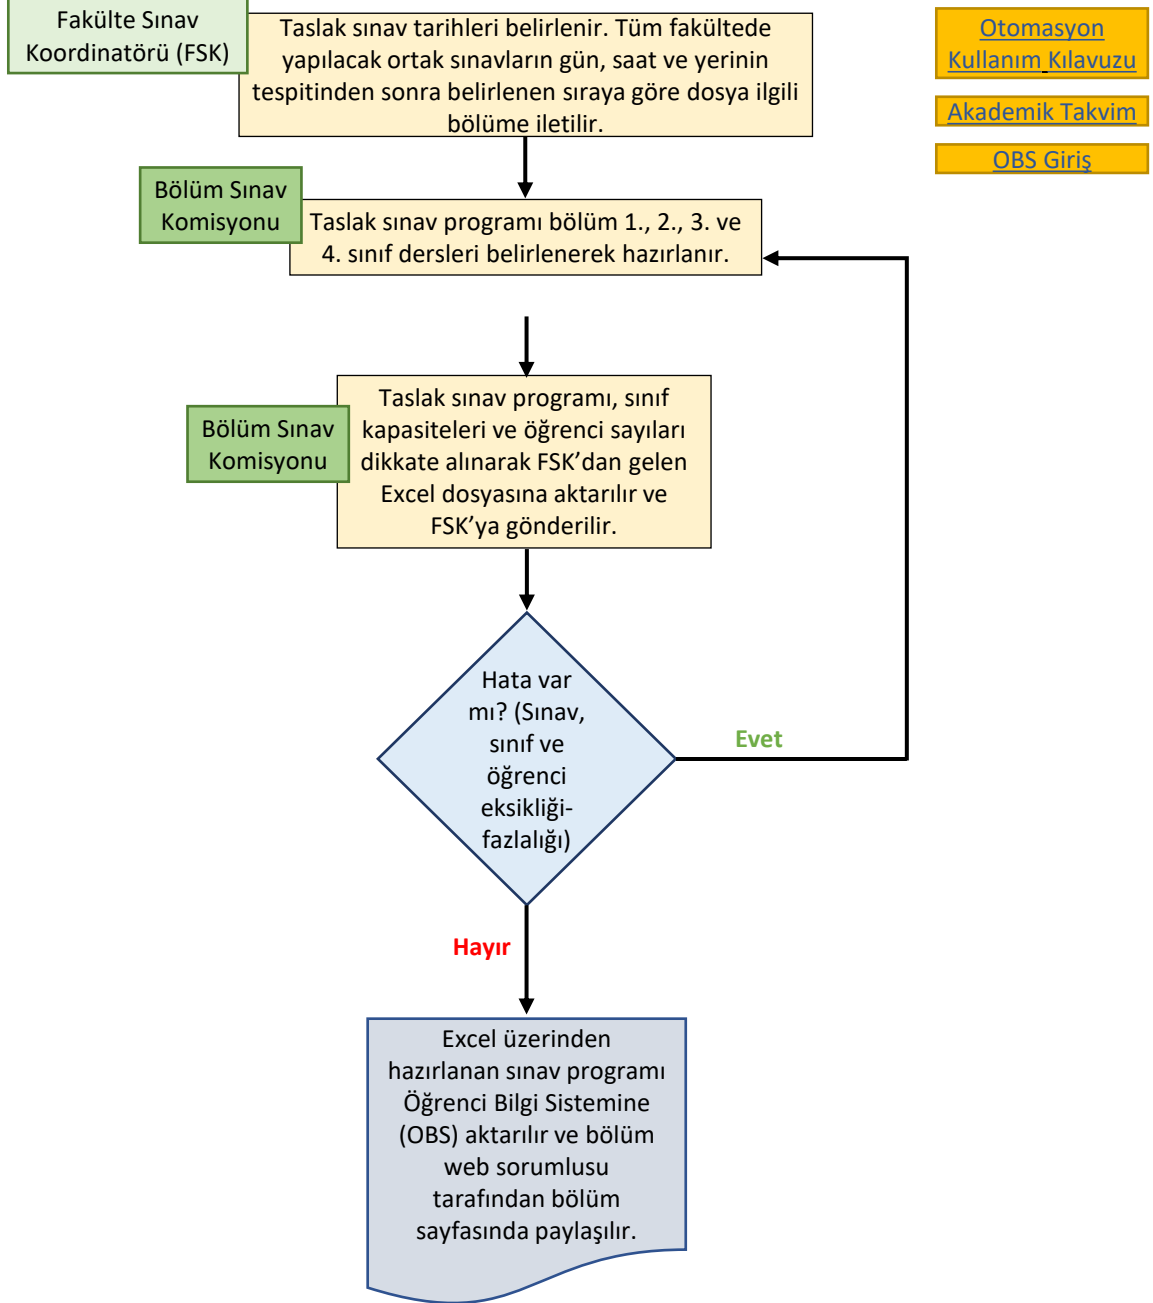 Fakülte Sınav
Koordinatörü (FSK)
Taslak sınav tarihleri belirlenir. Tüm fakültede
yapılacak ortak sınavların gün, saat ve yerinin
tespitinden sonra belirlenen sıraya göre dosya ilgili
bölüme iletilir.
Otomasyon
Kullanım Kılavuzu
Akademik Takvim
OBS Giriş
Bölüm Sınav
Komisyonu
Taslak sınav programı bölüm 1., 2., 3. ve
4. sınıf dersleri belirlenerek hazırlanır.
Bölüm Sınav
Komisyonu
Taslak sınav programı, sınıf
kapasiteleri ve öğrenci sayıları
dikkate alınarak FSK’dan gelen
Excel dosyasına aktarılır ve
FSK’ya gönderilir.
Hata var
mı? (Sınav,
sınıf ve
öğrenci
eksikliği-
fazlalığı)
Evet
Hayır
Excel üzerinden
hazırlanan sınav programı
Öğrenci Bilgi Sistemine
(OBS) aktarılır ve bölüm
web sorumlusu
tarafından bölüm
sayfasında paylaşılır.